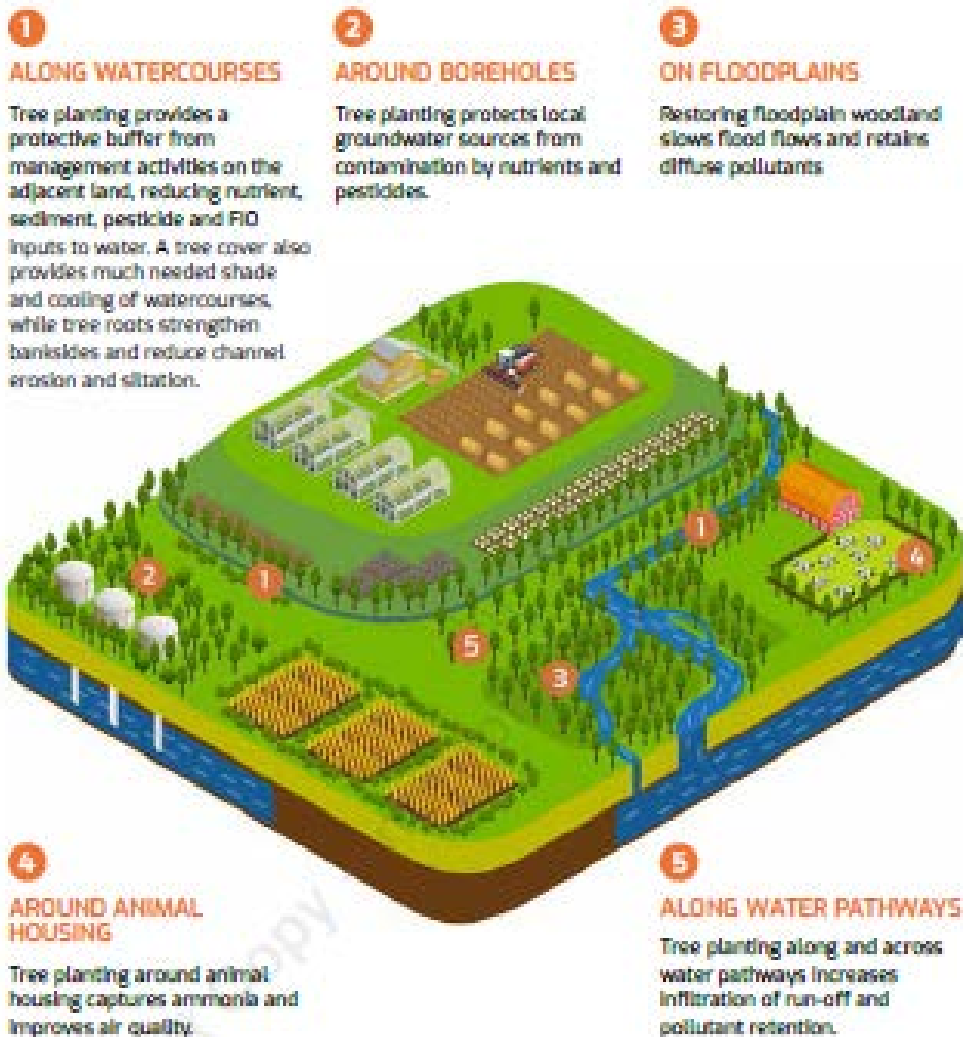 1
ALONG WATERCOURSES
Tree planting provides a
protective buffer from
management activities on the
adjacent land, reducing nutrient,
sediment, pesticide and FIO
inputs to water. A tree cover also
provides much needed shade
and cooling of watercourses,
while tree roots strengthen
banksides and reduce channel
erosion and siltation.
2
AROUND BOREHOLES
Tree planting protects local
groundwater sources from
contamination by nutrients and
pesticides.
3
ON FLOODPLAINS
Restoring floodplain woodland
slows flood flows and retains
diffuse pollutants
1
4
2
1
5
3
4
AROUND ANIMAL
HOUSING
Tree planting around animal
housing captures ammonia and
improves air quality.
5
ALONG WATER PATHWAYS
Tree planting along and across
water pathways increases
infiltration of run-off and
pollutant retention.
opy